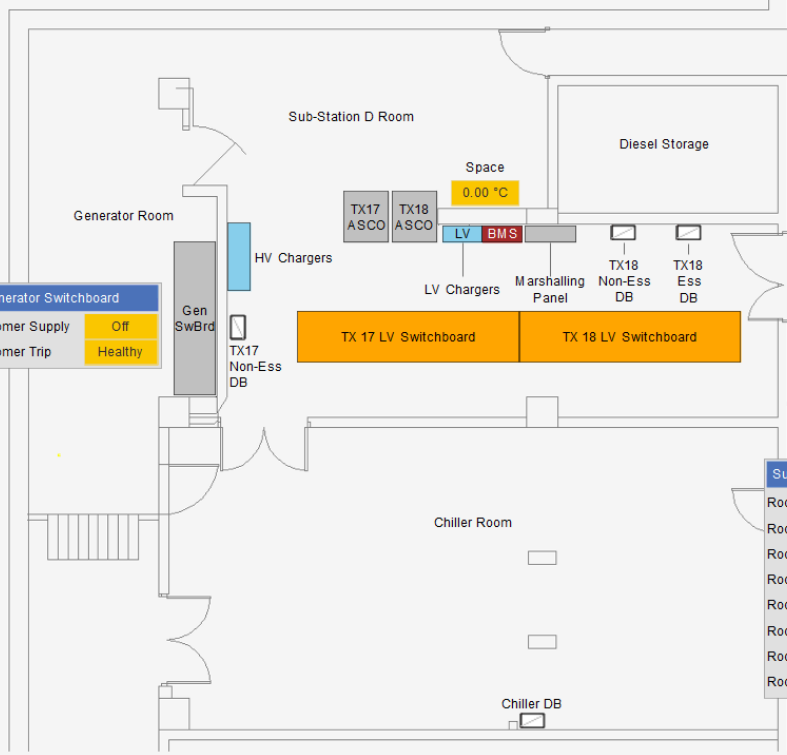 Sub-Station D Room
Diesel Storage
Space
0.00 °C
Generator Room
TX17
ASCO
TX18
ASCO
LV
BMS
HV Chargers
LV Chargers
Marshalling
Panel
TX18
Non-Ess
DB
TX18
Ess
DB
nerator Switchboard
omer Supply
Off
omer Trip
Healthy
Gen
SwBrd
TX17
Non-Ess
DB
TX 17 LV Switchboard
TX 18 LV Switchboard
Chiller Room
Su
Roo
Roo
Roo
Roo
Roo
Roo
Roo
Roo
Chiller DB